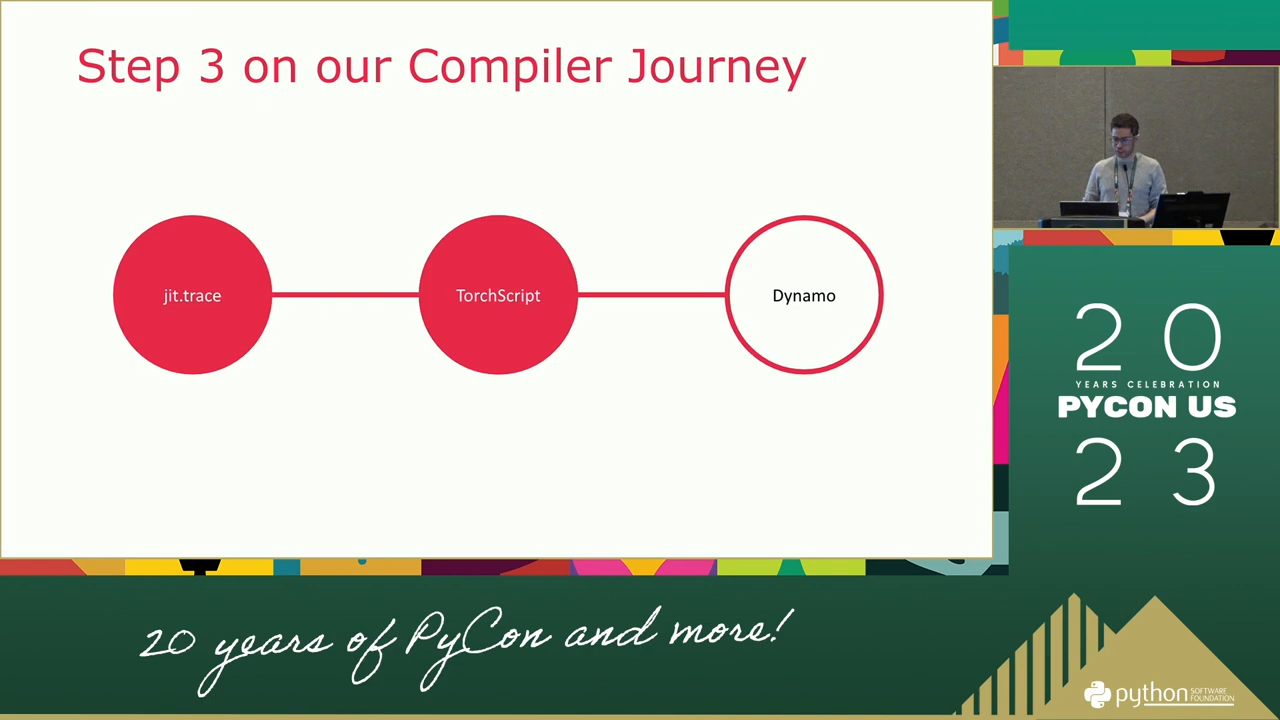 Step 3 on our Compiler Journey
jit.trace
TorchScript
Dynamo
20
YEARS CELEBRATION
PYCON US
23
20 years of PyCon and more!
python SOFTWARE FOUNDATION